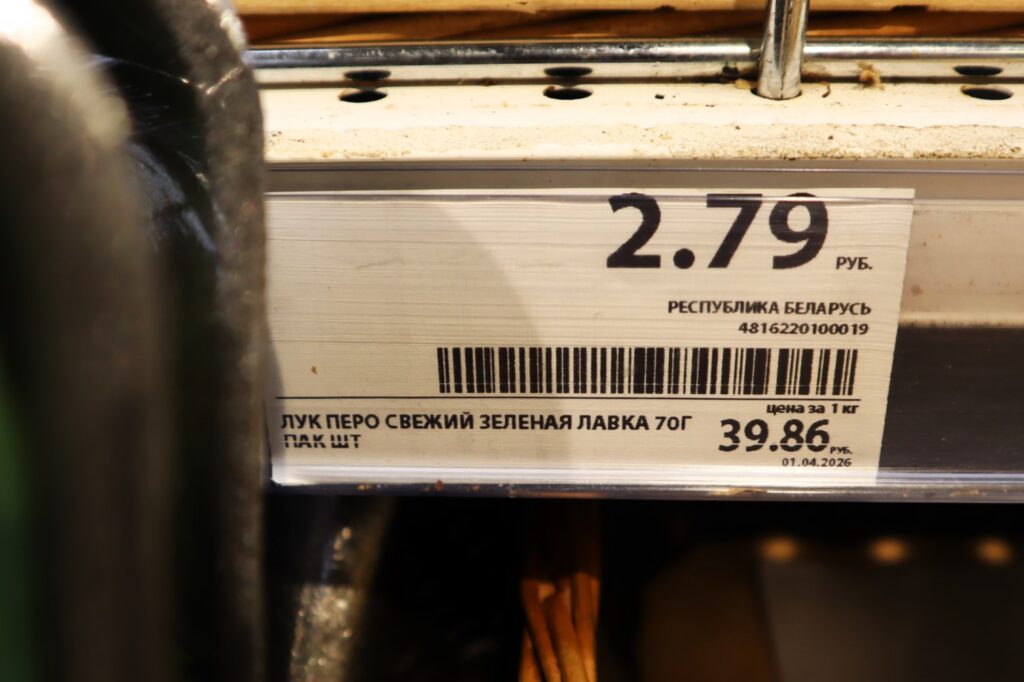 2.79 РУБ.
РЕСПУБЛИКА БЕЛАРУСЬ
4816220100019
цена за 1 кг
ЛУК ПЕРО СВЕЖИЙ ЗЕЛЕНАЯ ЛАВКА 70Г
ПАК ШТ
39.86 РУБ.
01.04.2026